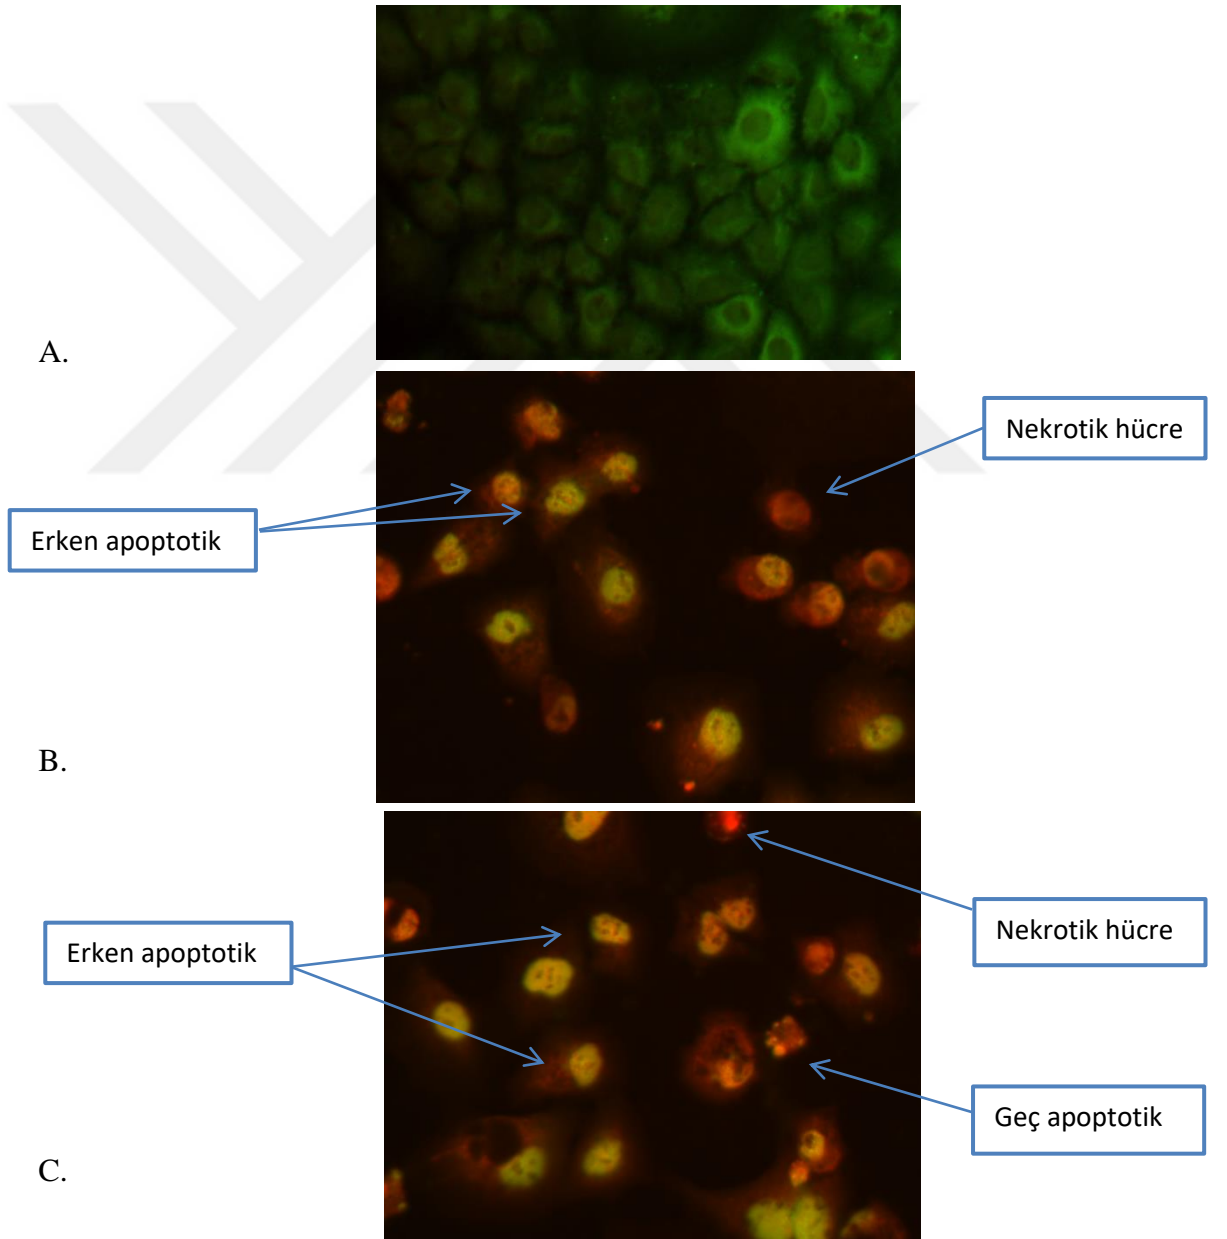 A.
Nekrotik hücre
Erken apoptotik
B.
Erken apoptotik
Nekrotik hücre
Geç apoptotik
C.